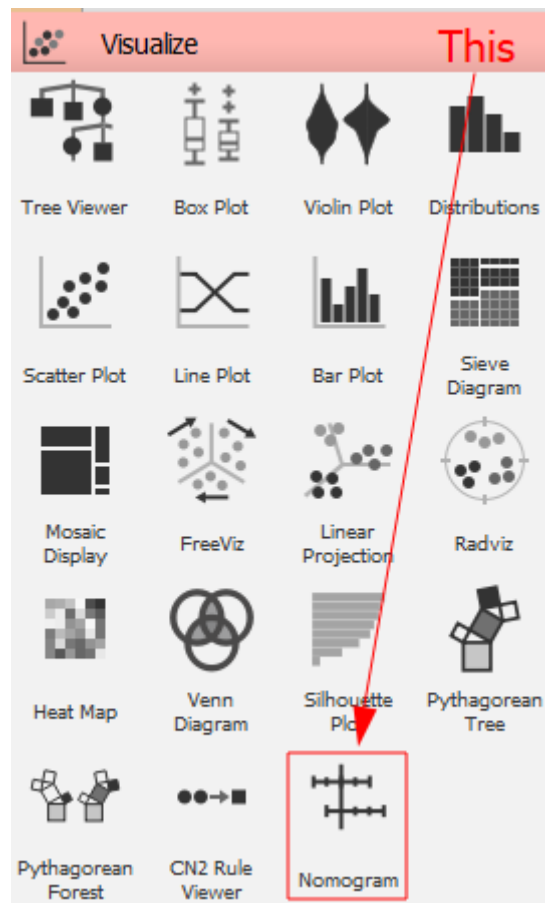 Visualize
This
Tree Viewer
Box Plot
Violin Plot
Distributions
Scatter Plot
Line Plot
Bar Plot
Sieve
Diagram
Mosaic
Display
FreeViz
Linear
Projection
Radviz
Heat Map
Venn
Diagram
Silhouette
Plot
Pythagorean
Tree
Pythagorean
Forest
CN2 Rule
Viewer
Nomogram